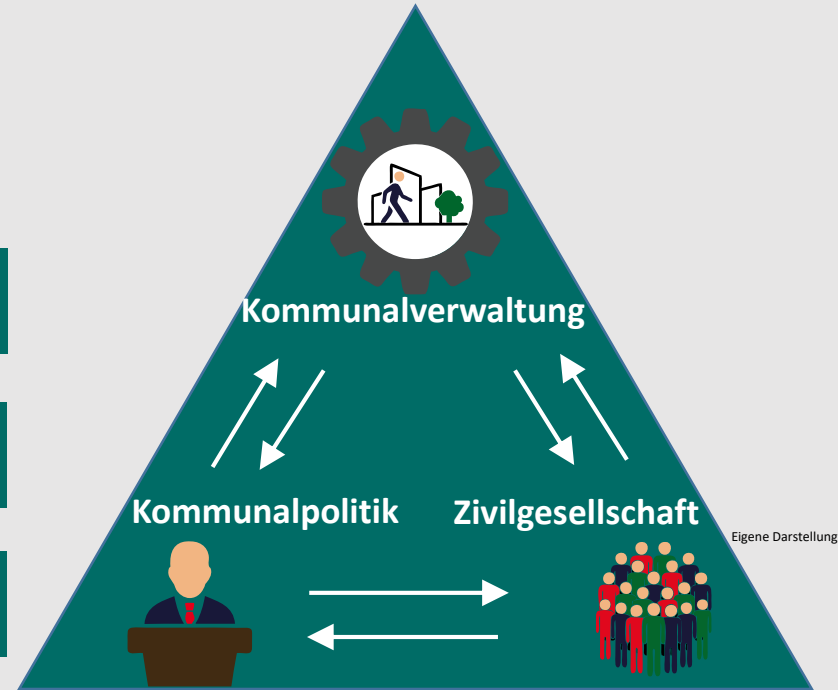 Kommunalverwaltung
Kommunalpolitik
Zivilgesellschaft
Eigene Darstellung